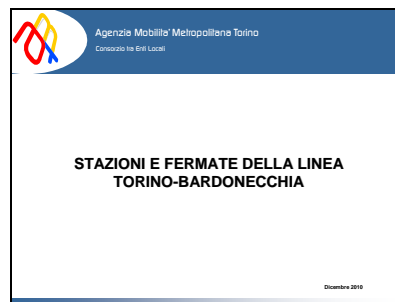 Agenzia Mobilita' Metropolitana Torino
Consorzio tra Enti Locali
STAZIONI E FERMATE DELLA LINEA
TORINO-BARDONECCHIA
Dicembre 2010